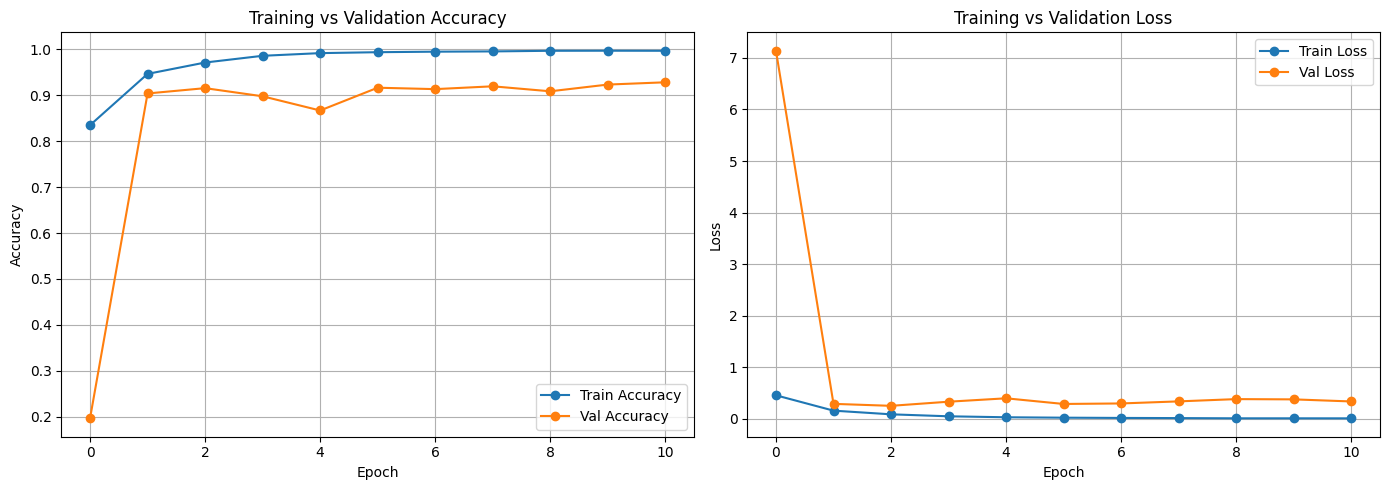 Training vs Validation Accuracy
1.0
0.9
0.8
0.7
0.6
0.5
0.4
0.3
0.2
Accuracy
0 2 4 6 8 10
Epoch
Train Accuracy
Val Accuracy
Training vs Validation Loss
7
6
5
4
3
2
1
0
Loss
0 2 4 6 8 10
Epoch
Train Loss
Val Loss